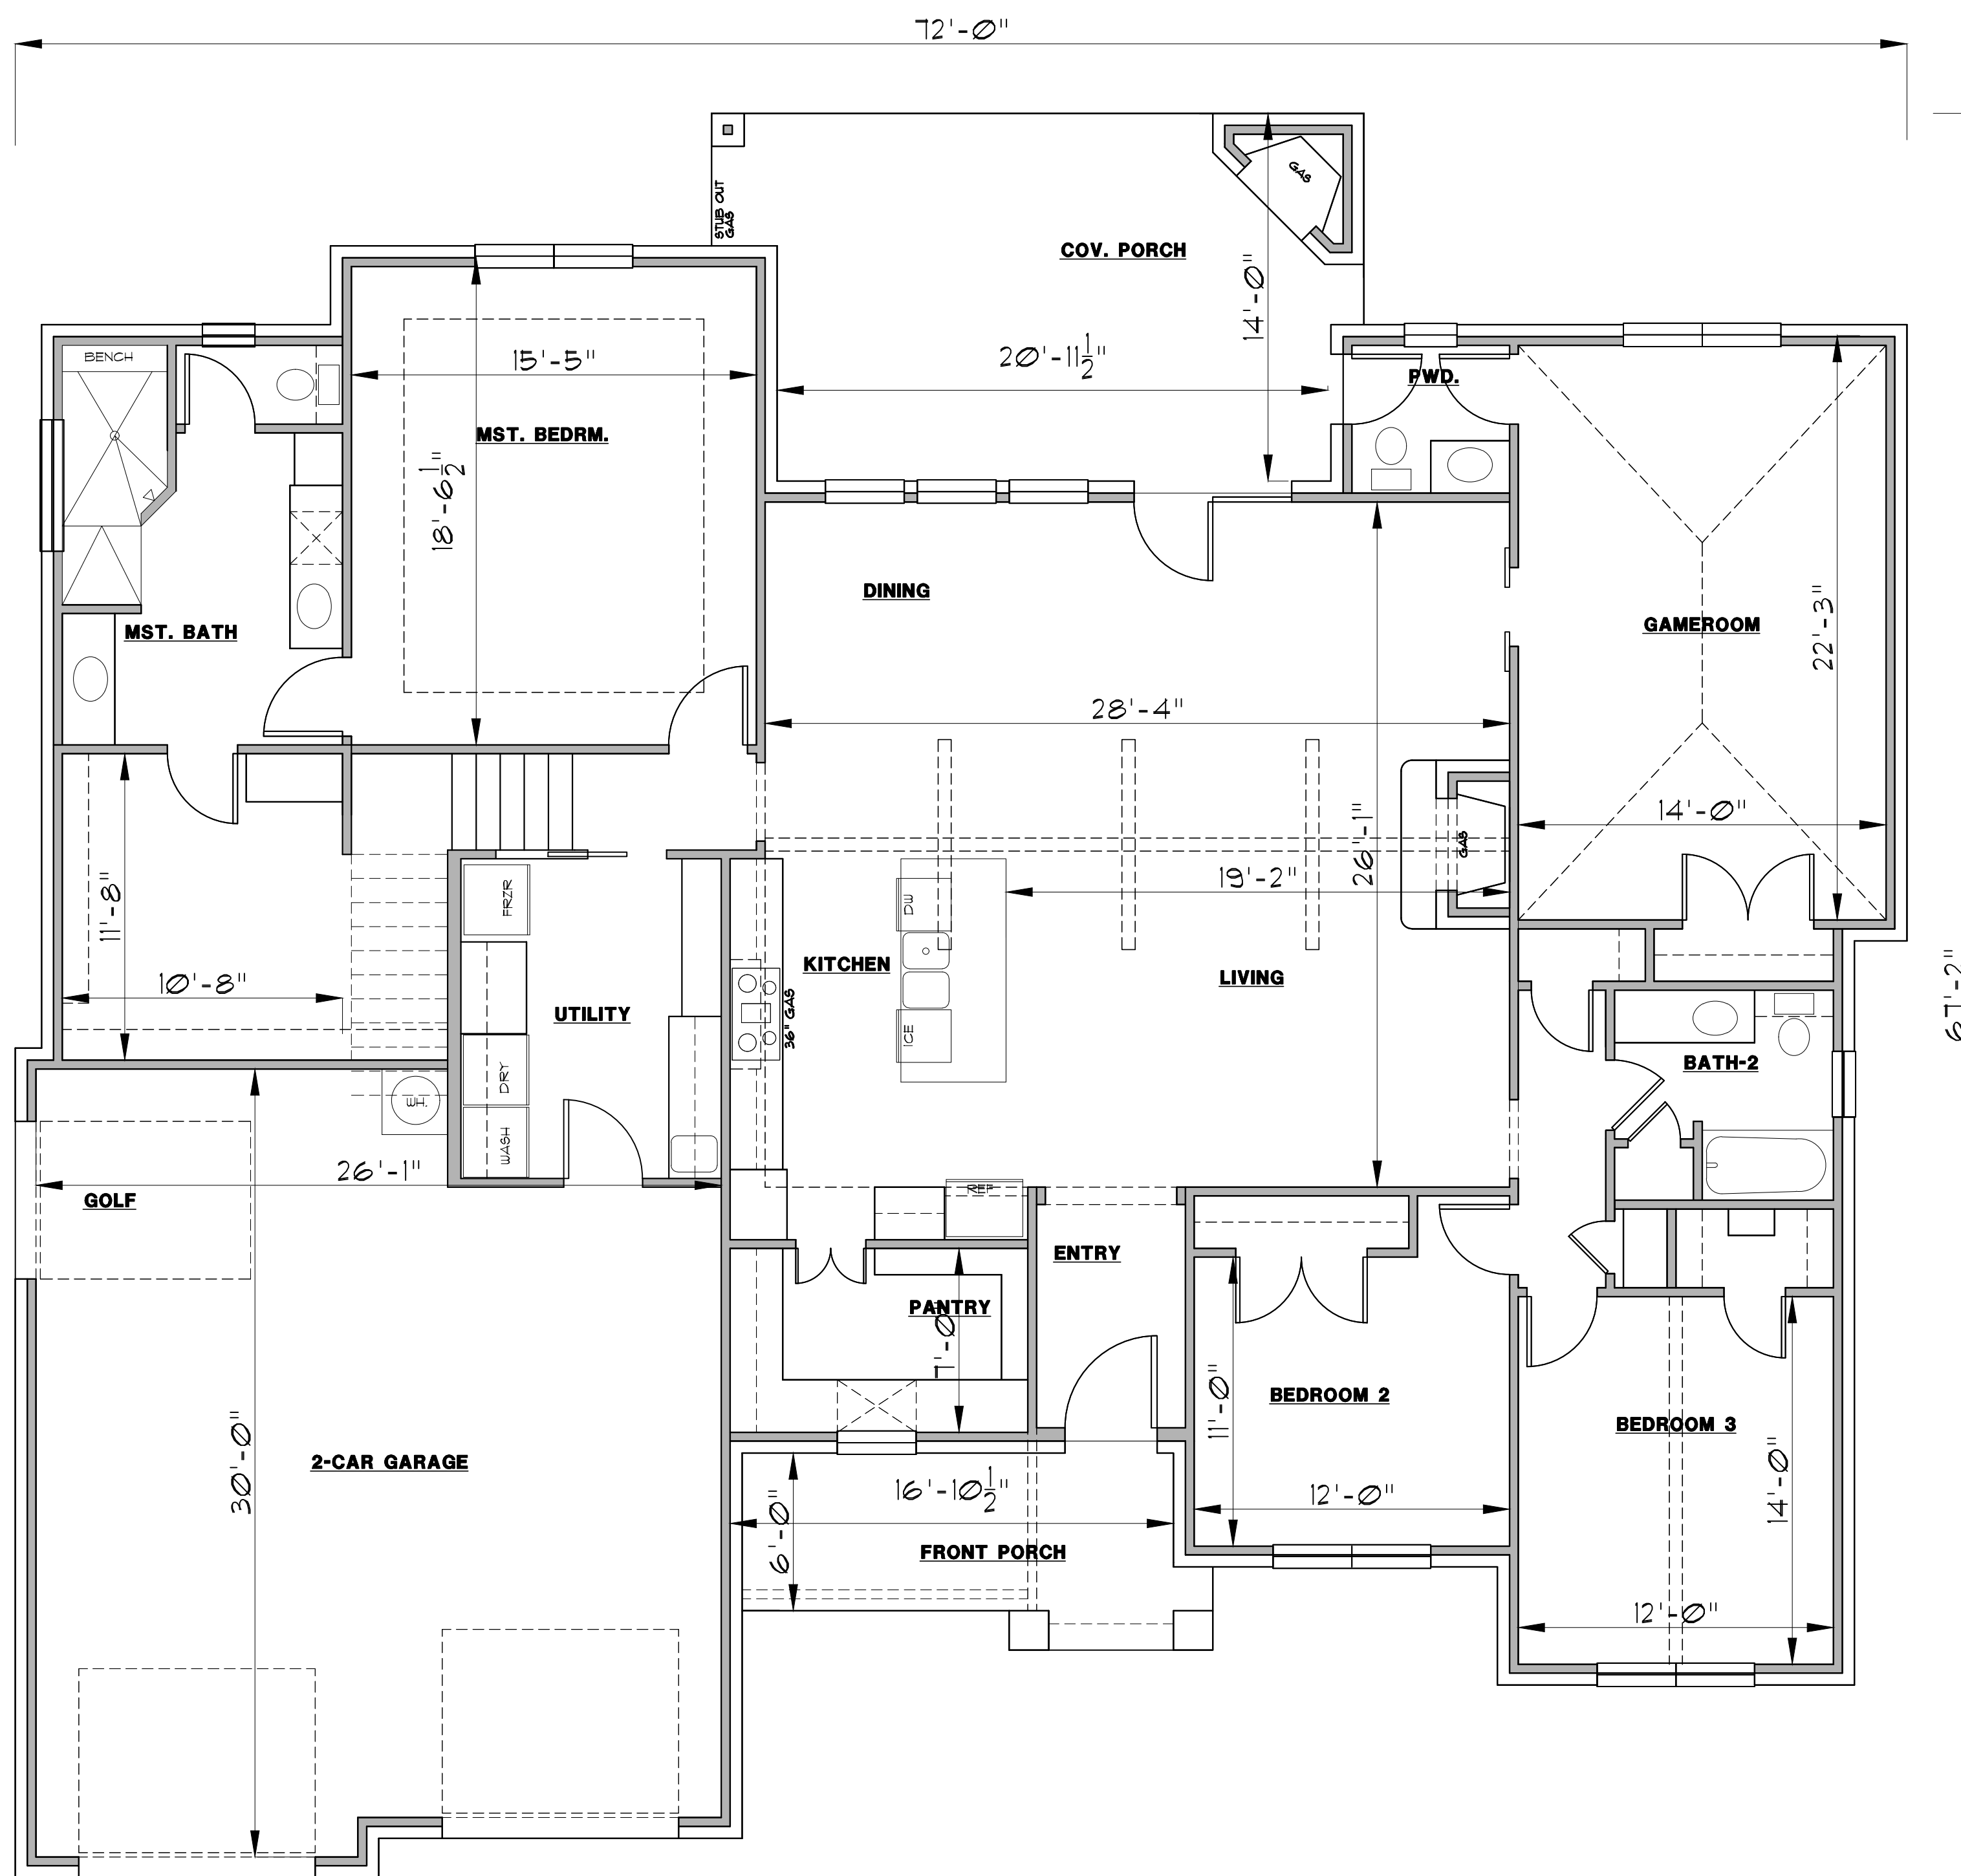 72'-0"
STUB OUT
GAS
GAS
COV. PORCH
14'-0"
20'-11 1/2"
BENCH
15'-5"
PWD.
MST. BEDRM.
18'-6 1/2"
DINING
MST. BATH
GAMEROOM
22'-3"
28'-4"
14'-0"
26'-1"
GAS
19'-2"
11'-8"
FRZR
DW
KITCHEN
LIVING
10'-8"
UTILITY
36" GAS
ICE
67'-2"
BATH-2
DRY
WH.
WASH
26'-1"
GOLF
REF
ENTRY
PANTRY
7'-0"
BEDROOM 2
11'-0"
BEDROOM 3
2-CAR GARAGE
30'-0"
16'-10 1/2"
12'-0"
14'-0"
6'-0"
FRONT PORCH
12'-0"